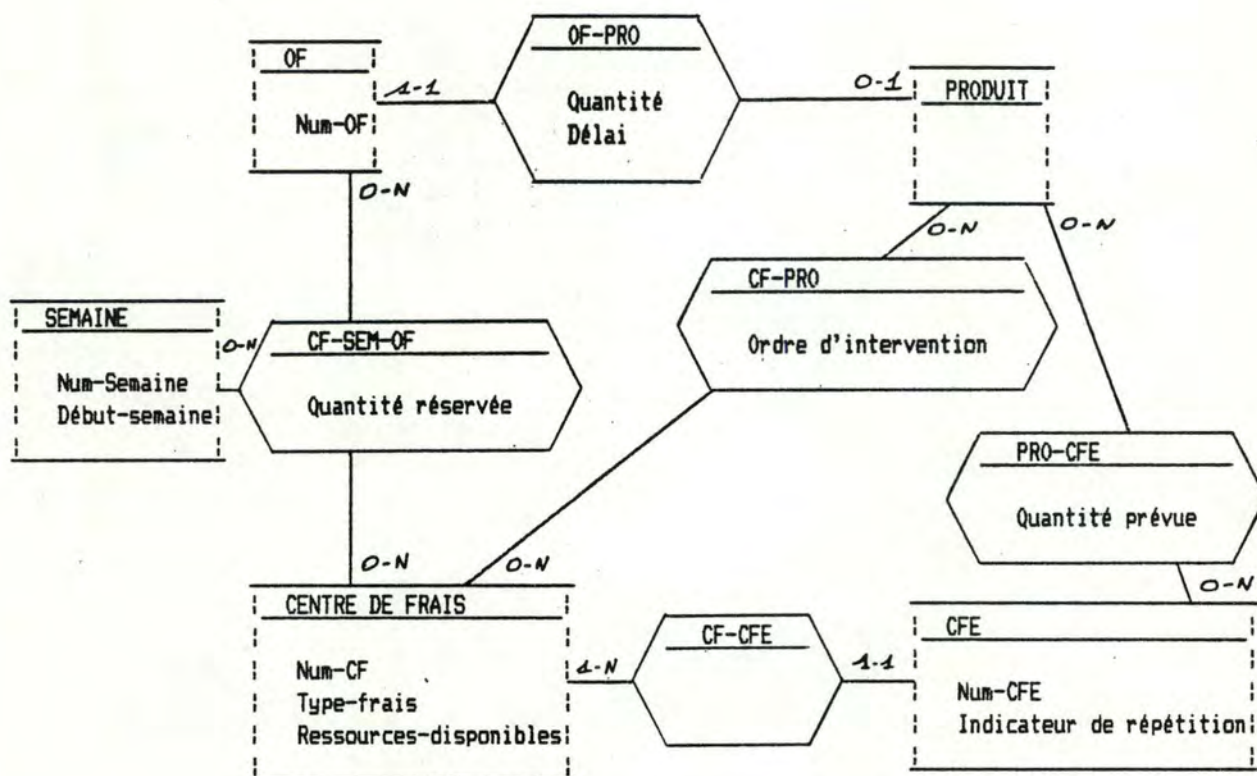 OF-PRO
OF
1-1
0-1
PRODUIT
Quantité
Num-OF
Délai
0-N
0-N
0-N
CF-PRO
SEMAINE
0-N
CF-SEM-OF
Ordre d'intervention
Num-Semaine
Début-semaine
Quantité réservée
PRO-CFE
Quantité prévue
0-N
0-N
0-N
CENTRE DE FRAIS
CFE
CF-CFE
Num-CF
1-N
1-1
Num-CFE
Type-frais
Indicateur de répétition
Ressources-disponibles